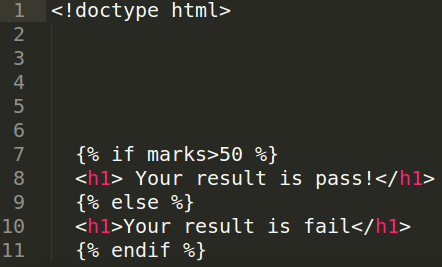 1 <!doctype html>
2
3
4
5
6
7 {% if marks>50 %}
8 <h1> Your result is pass!</h1>
9 {% else %}
10 <h1>Your result is fail</h1>
11 {% endif %}